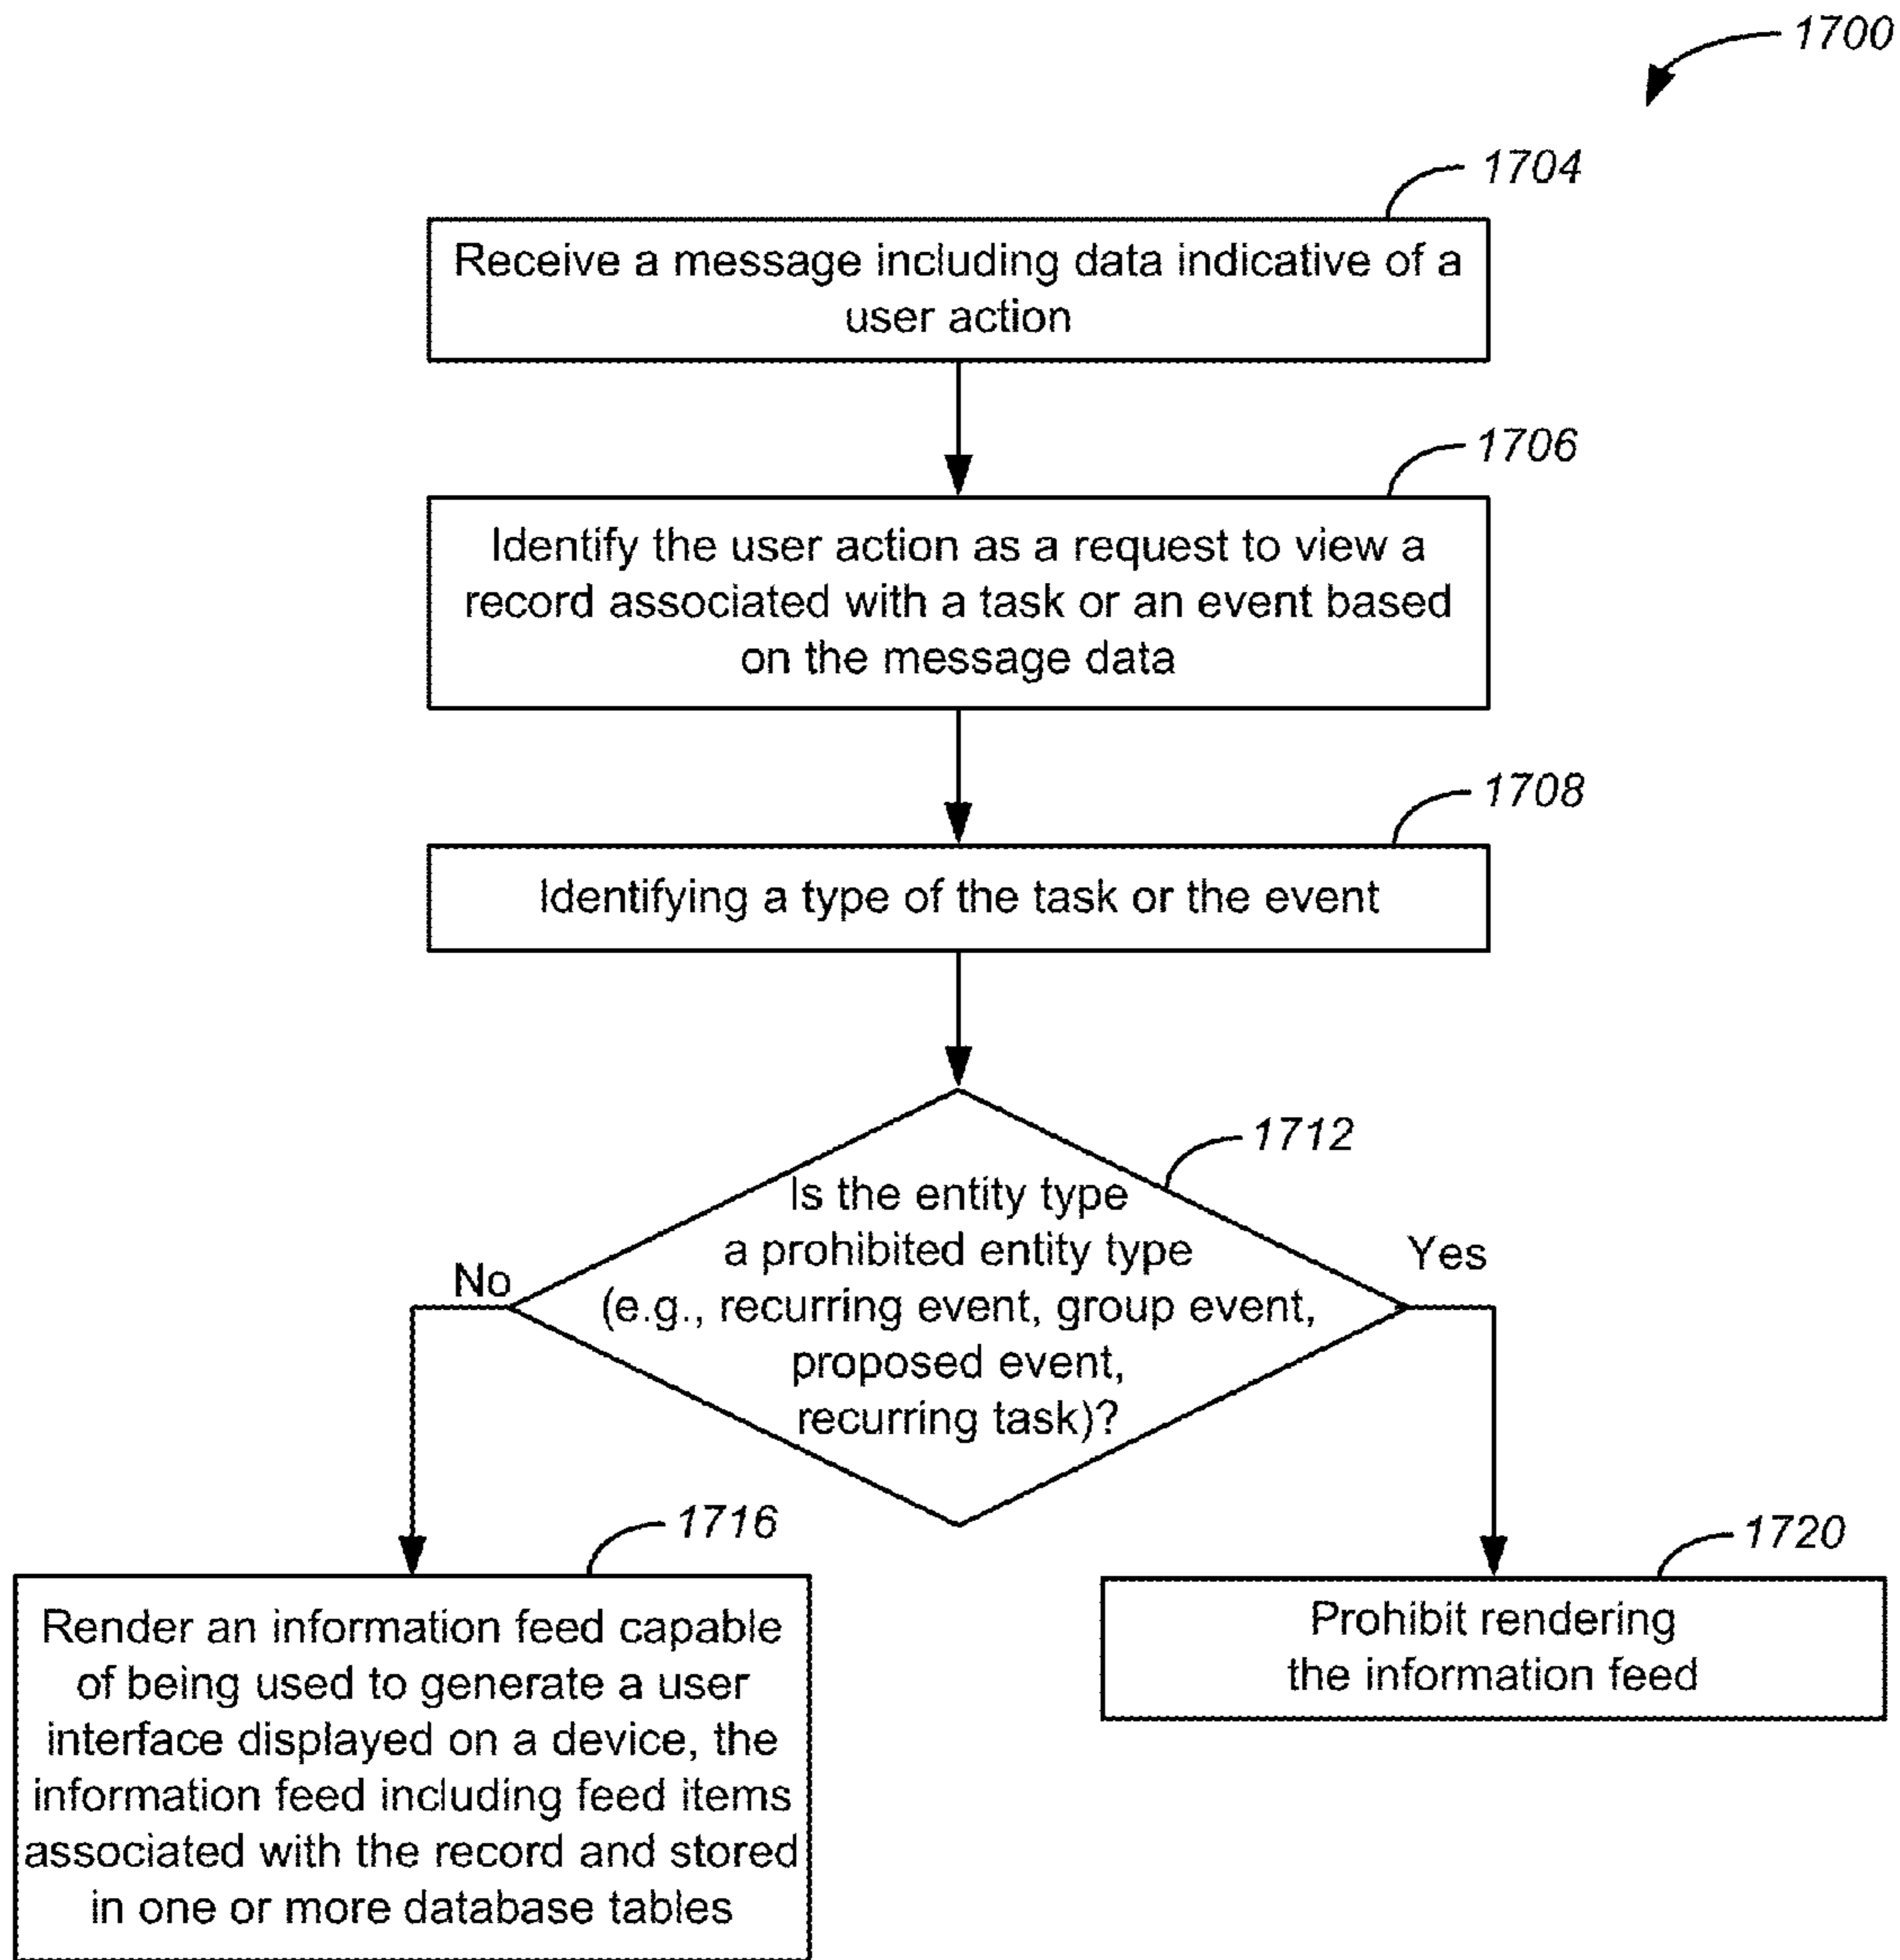 1700
1704
Receive a message including data indicative of a
user action
1706
Identify the user action as a request to view a
record associated with a task or an event based
on the message data
1708
Identifying a type of the task or the event
1712
Is the entity type
a prohibited entity type
(e.g., recurring event, group event,
proposed event,
recurring task)?
No
Yes
1716
Render an information feed capable
of being used to generate a user
interface displayed on a device, the
information feed including feed items
associated with the record and stored
in one or more database tables
1720
Prohibit rendering
the information feed